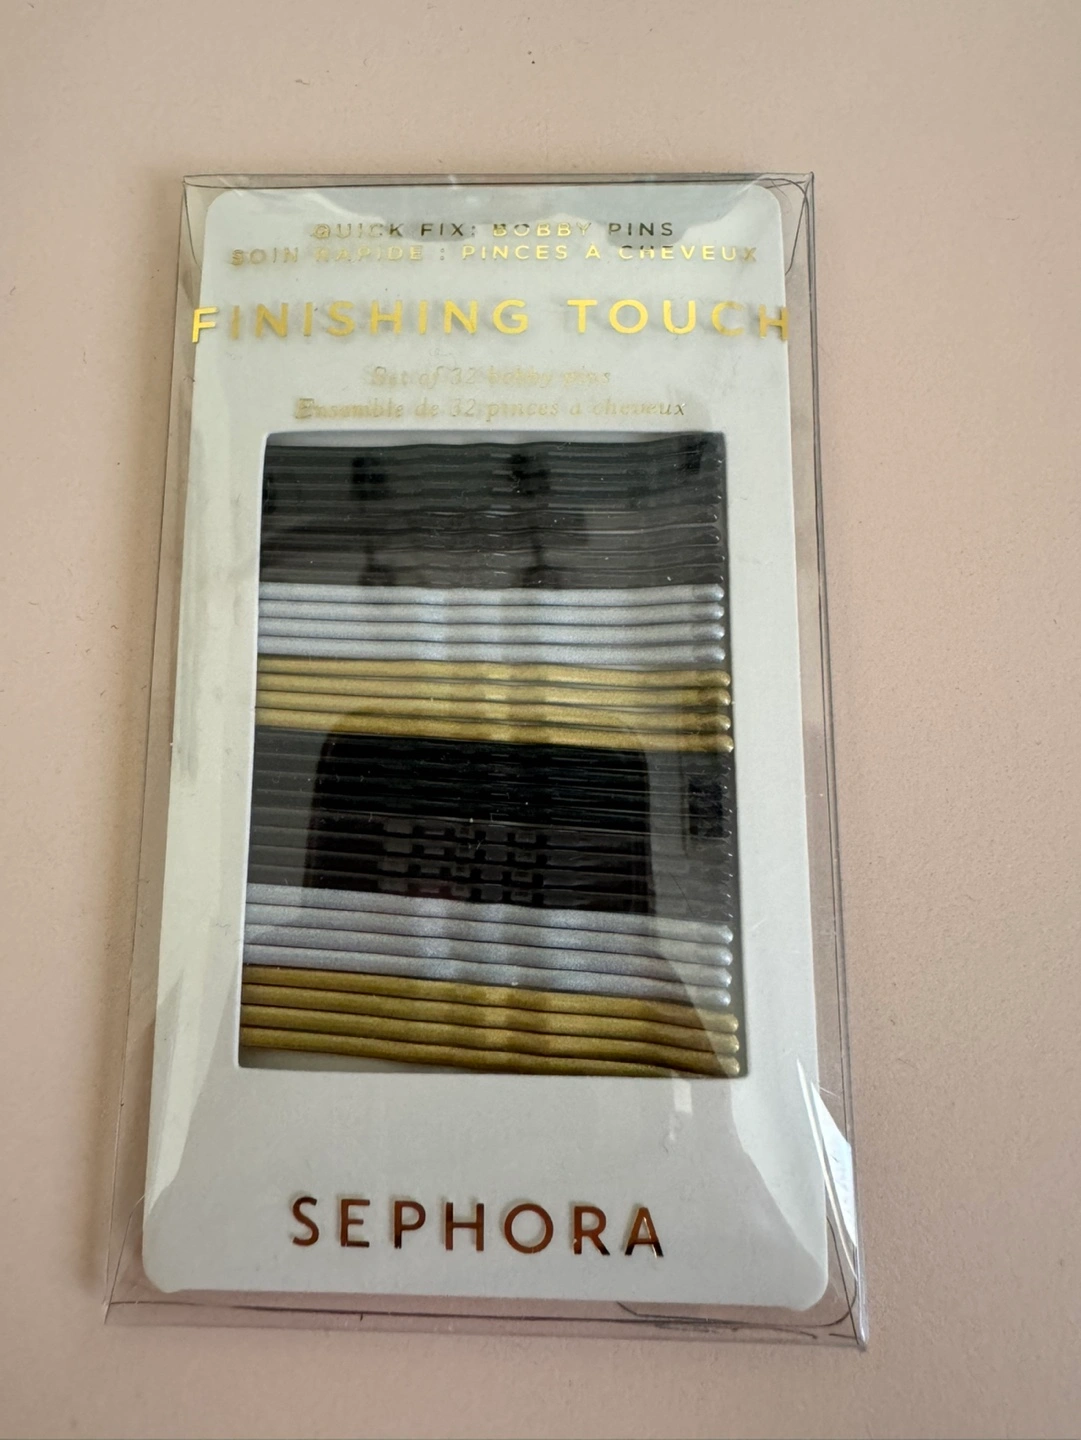 QUICK FIX: BOBBY PINS
SOIN RAPIDE : PINCES À CHEVEUX
FINISHING TOUCH
Set of 32 bobby pins
Ensemble de 32 pinces à cheveux
SEPHORA